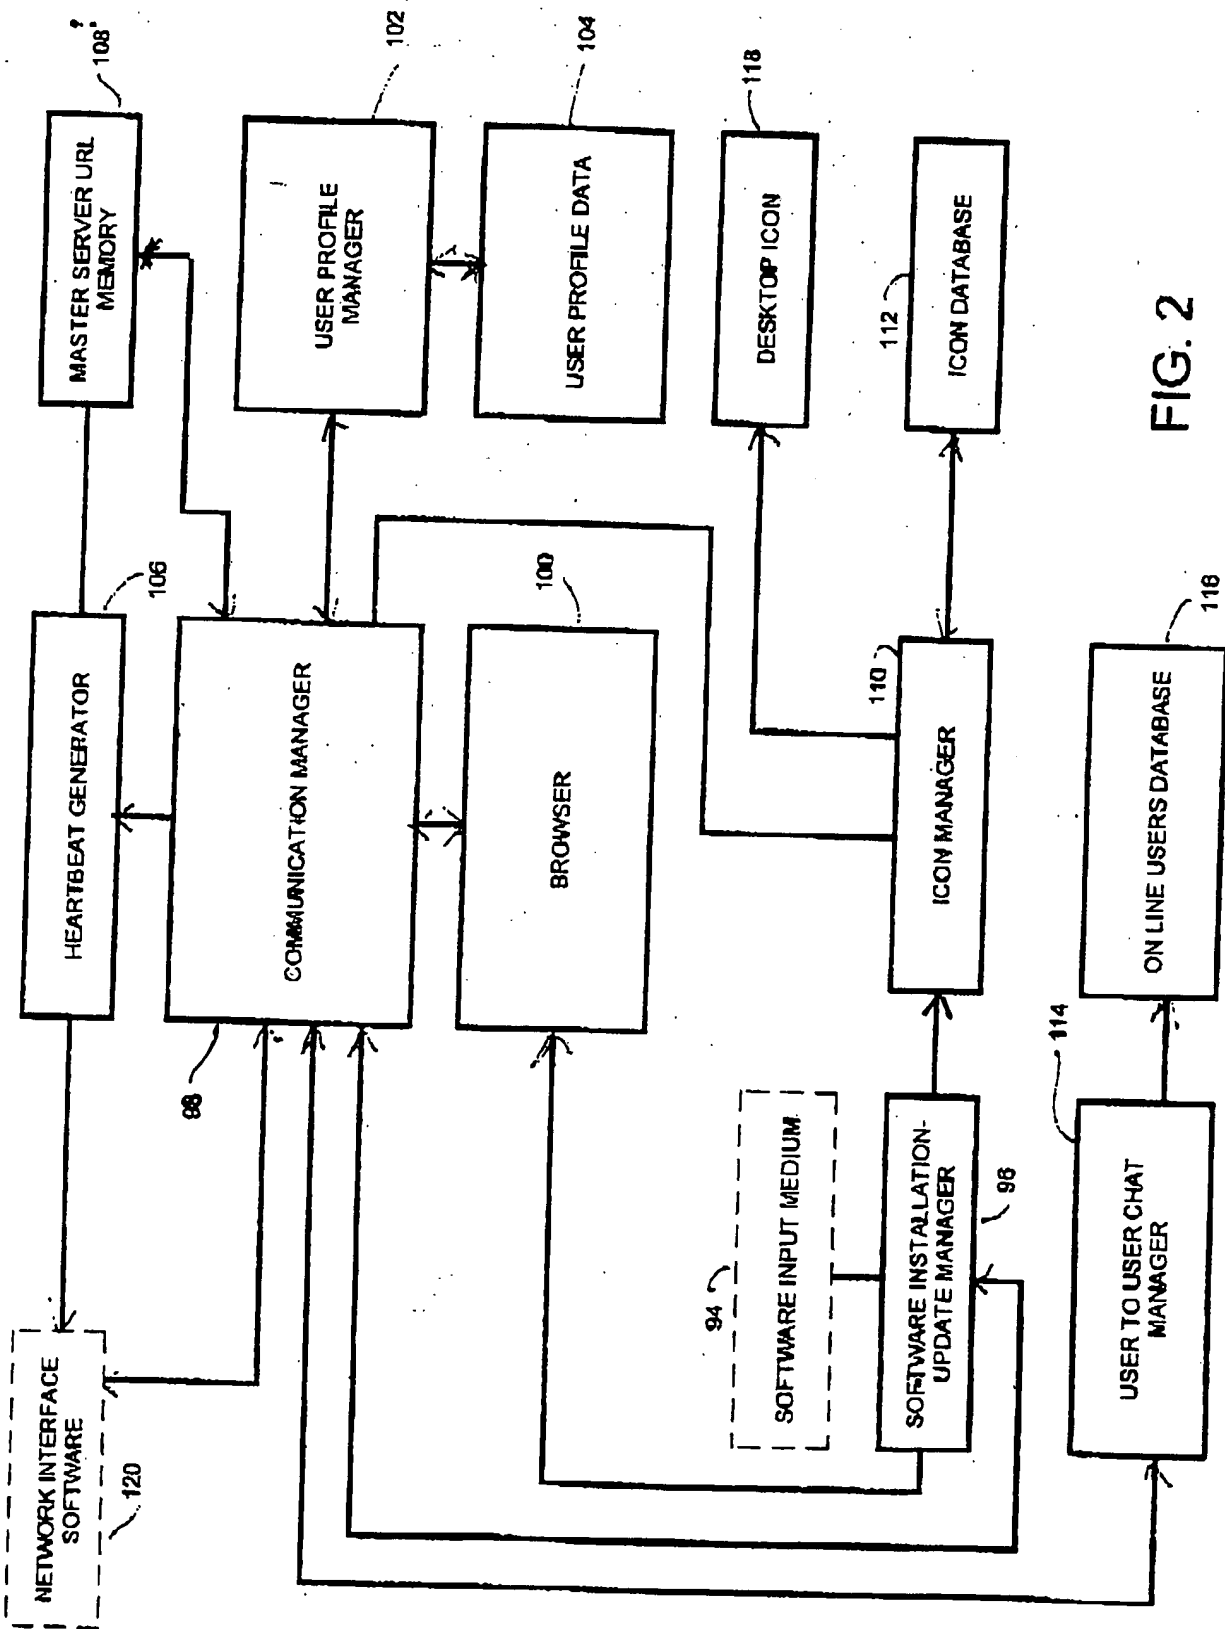 NETWORK INTERFACE
SOFTWARE
120
HEARTBEAT GENERATOR
106
MASTER SERVER URL
MEMORY
108'?
98
COMMUNICATION MANAGER
USER PROFILE
MANAGER
102
BROWSER
100
USER PROFILE DATA
104
94
SOFTWARE INPUT MEDIUM
DESKTOP ICON
118
SOFTWARE INSTALLATION-
UPDATE MANAGER
96
110
ICON MANAGER
112
ICON DATABASE
114
USER TO USER CHAT
MANAGER
ON LINE USERS DATABASE
116
FIG. 2